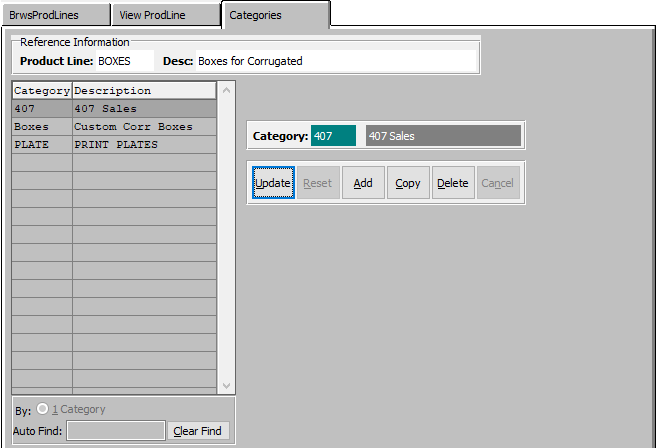 BrwsProdLines View ProdLine Categories
Reference Information
Product Line: BOXES Desc: Boxes for Corrugated
Category Description
407 407 Sales
Boxes Custom Corr Boxes
PLATE PRINT PLATES
Category: 407 407 Sales
Update Reset Add Copy Delete Cancel
By: 1 Category
Auto Find: Clear Find